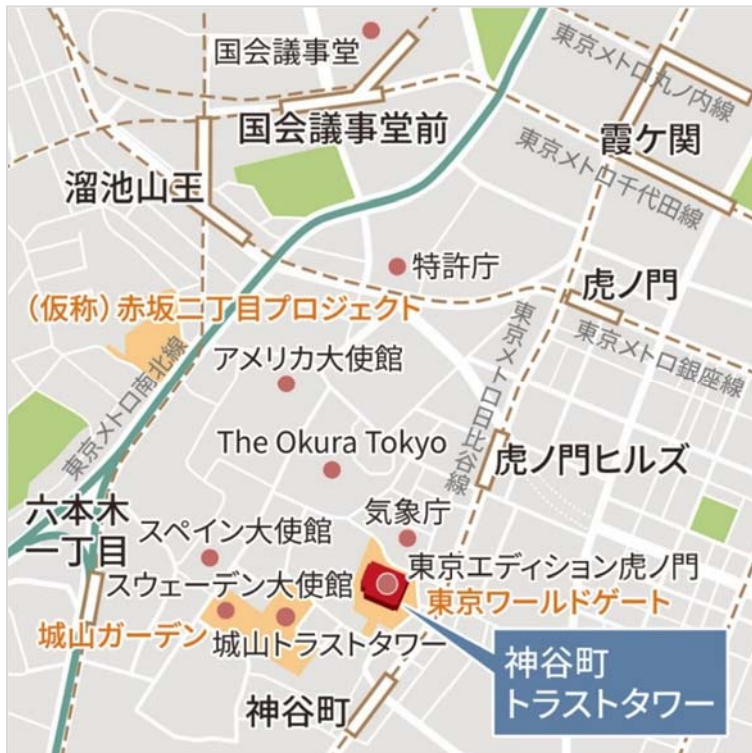 国会議事堂
東京メトロ丸ノ内線
国会議事堂前
霞ケ関
東京メトロ千代田線
溜池山王
特許庁
虎ノ門
（仮称）赤坂二丁目プロジェクト
東京メトロ銀座線
東京メトロ南北線
アメリカ大使館
東京メトロ日比谷線
The Okura Tokyo
虎ノ門ヒルズ
六本木
一丁目
気象庁
スペイン大使館
東京エディション虎ノ門
スウェーデン大使館
東京ワールドゲート
城山ガーデン
城山トラストタワー
神谷町
トラストタワー
神谷町